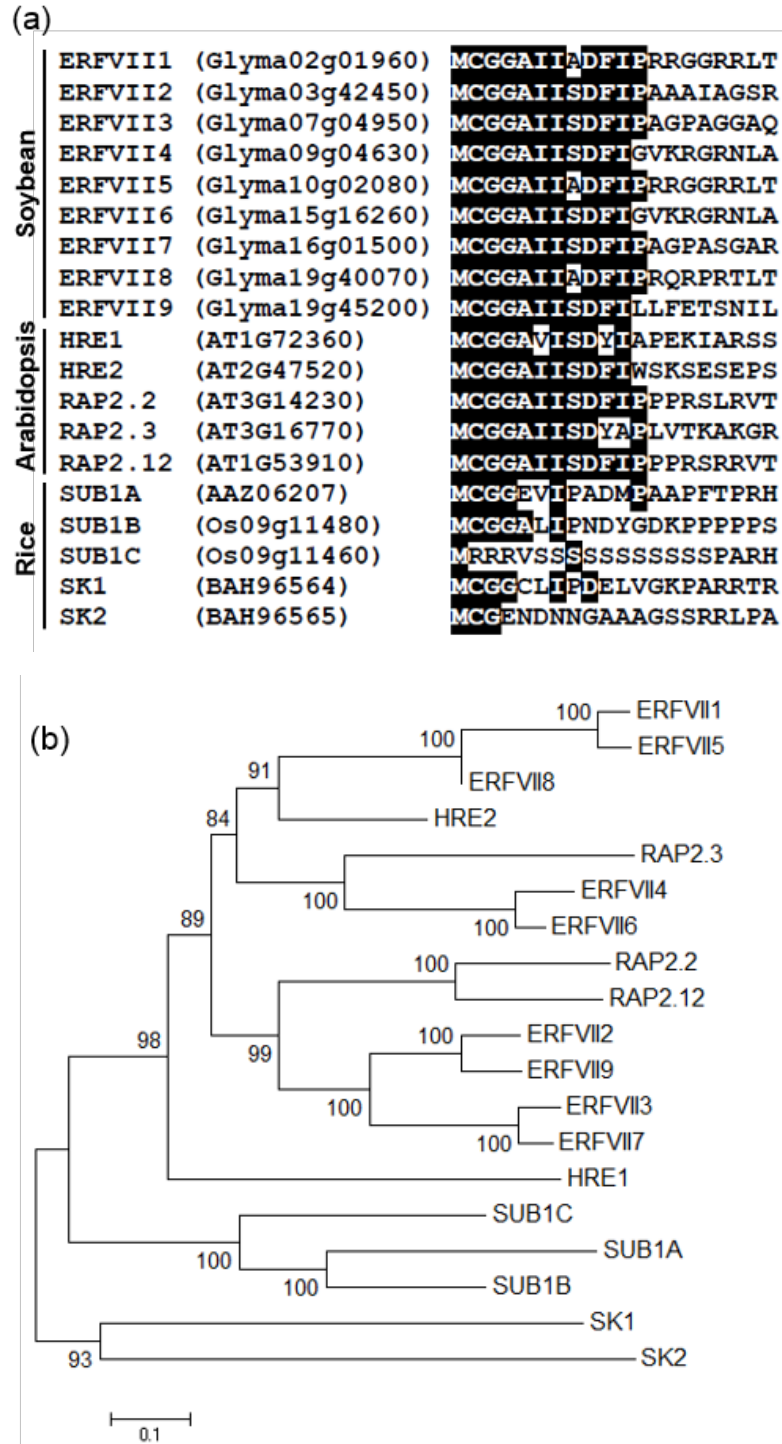 (a)
Soybean
ERFVII1 (Glyma02g01960) MCGGAIIADFIPRRGGRRLT
ERFVII2 (Glyma03g42450) MCGGAIISDFIPAAAIAGSR
ERFVII3 (Glyma07g04950) MCGGAIISDFIPAGPAGGAQ
ERFVII4 (Glyma09g04630) MCGGAIISDFIGVKRGRNLA
ERFVII5 (Glyma10g02080) MCGGAIIADFIPRRGGRRLT
ERFVII6 (Glyma15g16260) MCGGAIISDFIGVKRGRNLA
ERFVII7 (Glyma16g01500) MCGGAIISDFIPAGPASGAR
ERFVII8 (Glyma19g40070) MCGGAIIADFIPRQRPRTLT
ERFVII9 (Glyma19g45200) MCGGAIISDFILLFETSNIL
Arabidopsis
HRE1 (AT1G72360) MCGGAVISDYIAPEKIARSS
HRE2 (AT2G47520) MCGGAIISDFIWSKSESEPS
RAP2.2 (AT3G14230) MCGGAIISDFIPPPRSLRVT
RAP2.3 (AT3G16770) MCGGAIISDYAPLVTKAKGR
RAP2.12 (AT1G53910) MCGGAIISDFIPPPRSRRVT
Rice
SUB1A (AAZ06207) MCGGEVIPADMPAAPFTPRH
SUB1B (Os09g11480) MCGGALIPNDYGDKPPPPPS
SUB1C (Os09g11460) MRRRVSSSSSSSSSSSPARH
SK1 (BAH96564) MCGGCLIPDELVGKPARRTR
SK2 (BAH96565) MCGENDNNGAAAGSSRRLPA
(b)
100 ERFVII1
100 ERFVII5
91 ERFVII8
84 HRE2
RAP2.3
100 ERFVII4
89 100 ERFVII6
100 RAP2.2
RAP2.12
98 99 100 ERFVII2
ERFVII9
100 ERFVII3
100 ERFVII7
HRE1
SUB1C
100 SUB1A
100 SUB1B
SK1
93 SK2
0.1